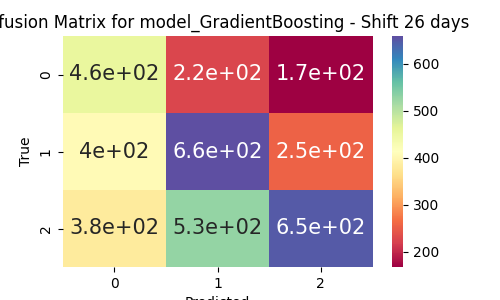 fusion Matrix for model_GradientBoosting - Shift 26 days
0 4.6e+02 2.2e+02 1.7e+02
True 1 4e+02 6.6e+02 2.5e+02
2 3.8e+02 5.3e+02 6.5e+02
0 1 2
Predicted
600
500
400
300
200